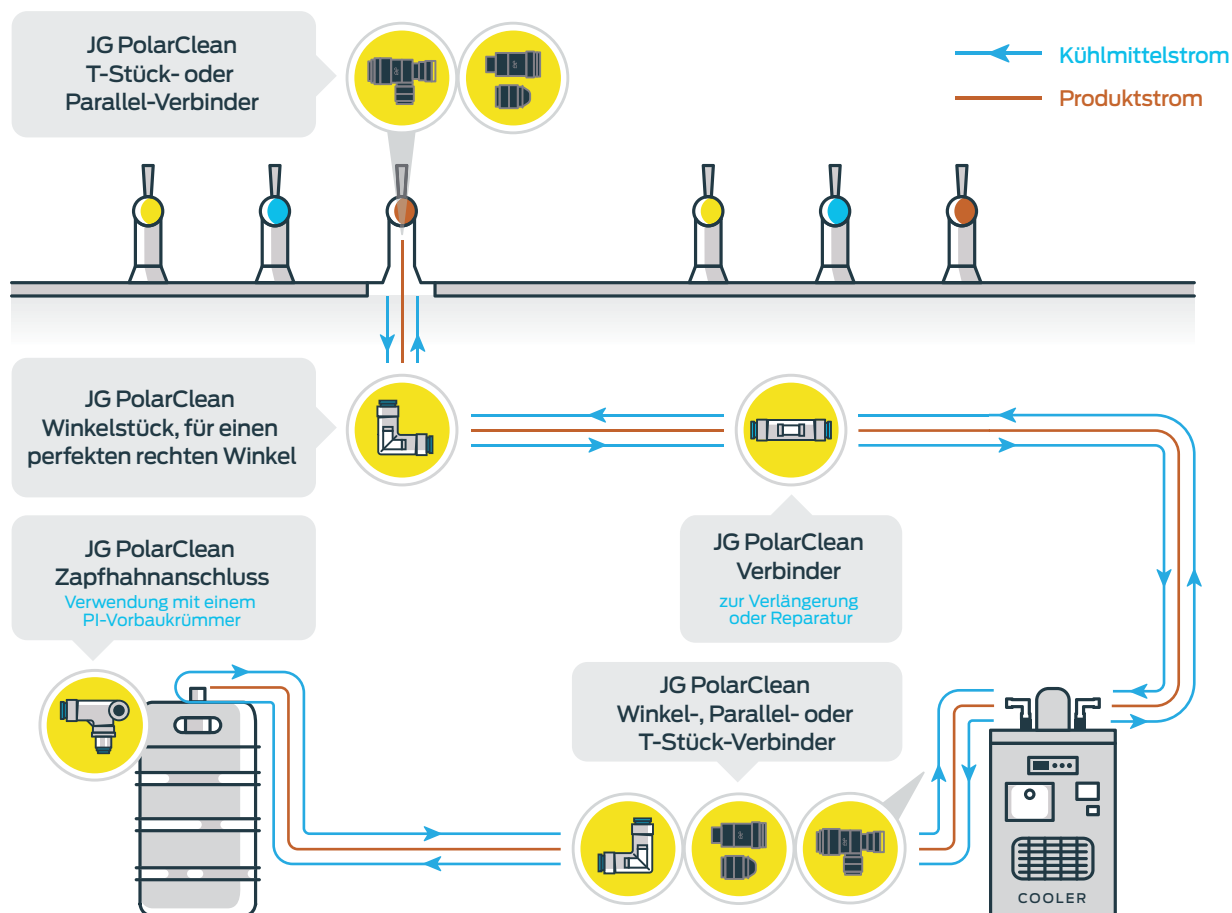 JG PolarClean
T-Stück- oder
Parallel-Verbinder
Kühlmittelstrom
Produktstrom
JG PolarClean
Winkelstück, für einen
perfekten rechten Winkel
JG PolarClean
Zapfhahnanschluss
Verwendung mit einem
PI-Vorbaukrümmer
JG PolarClean
Verbinder
zur Verlängerung
oder Reparatur
JG PolarClean
Winkel-, Parallel- oder
T-Stück-Verbinder
COOLER